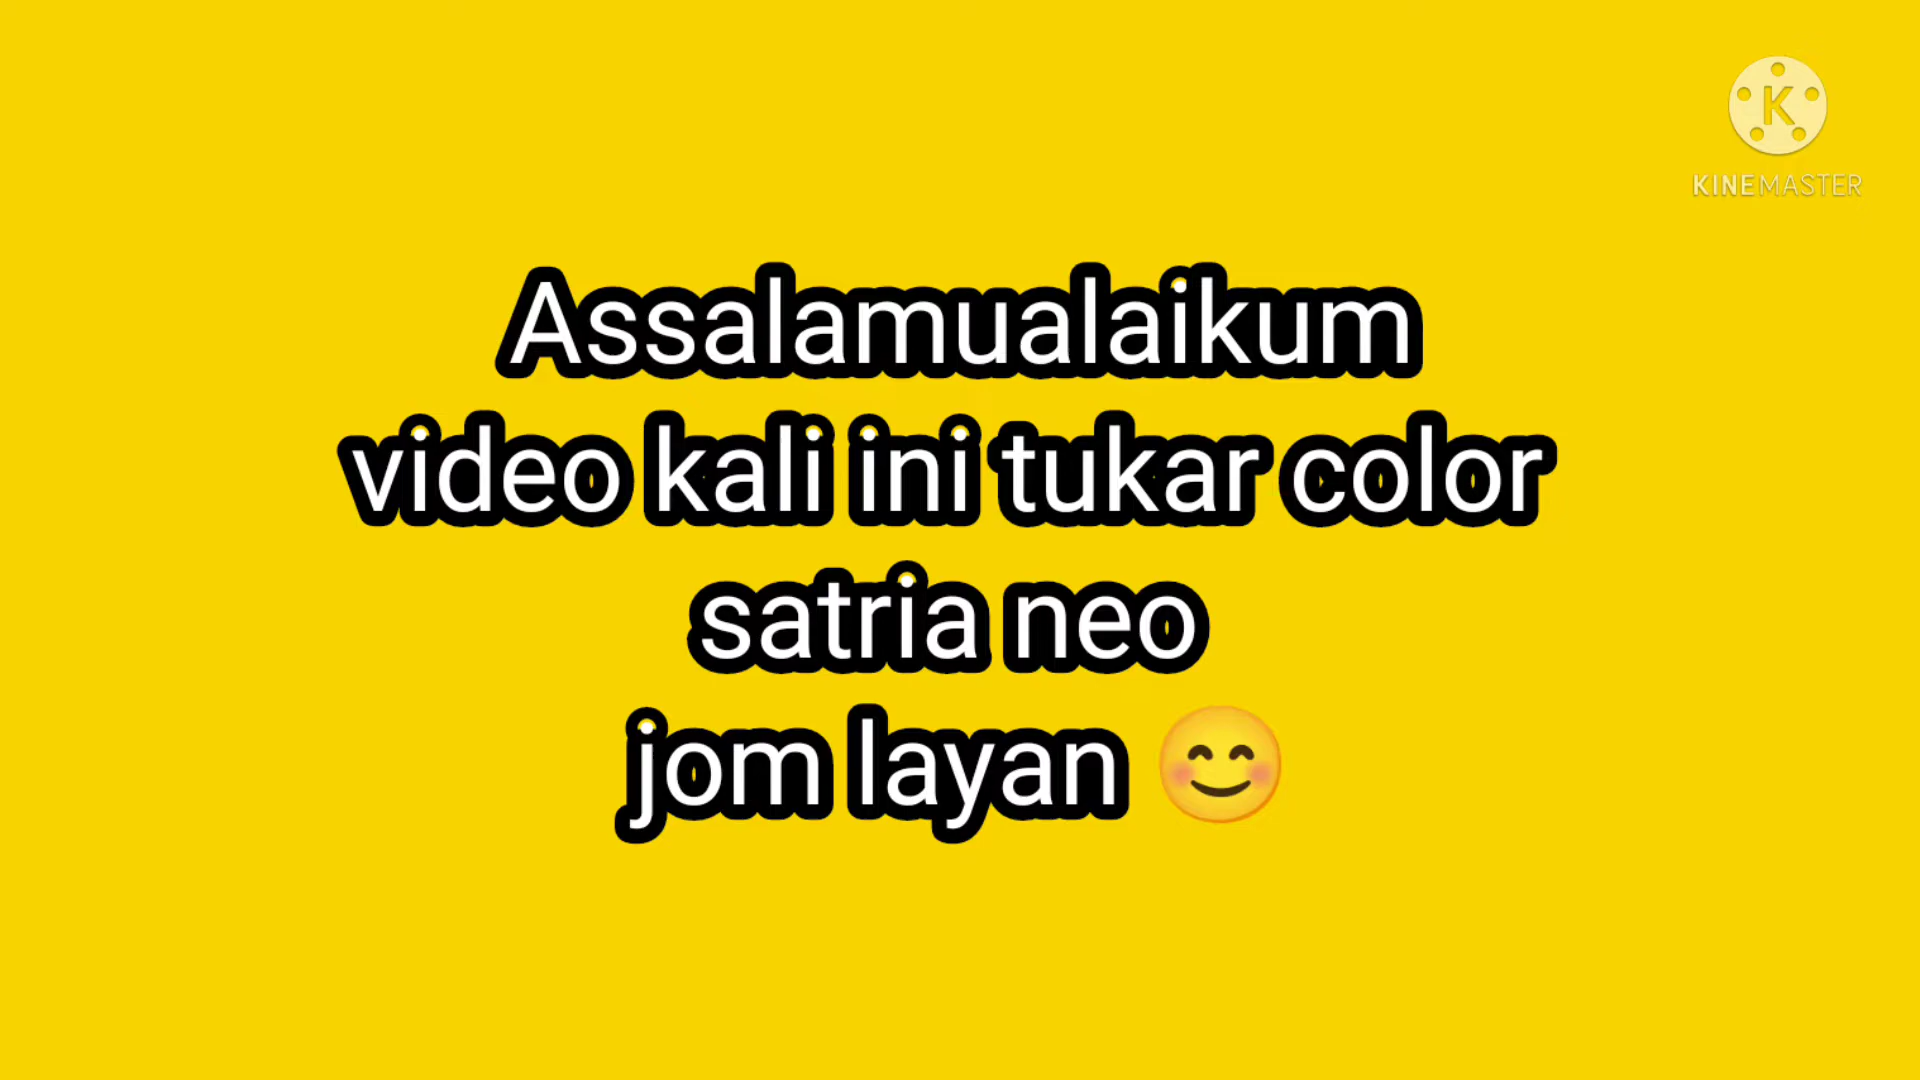 K
KINEMASTER
Assalamualaikum
video kali ini tukar color
satria neo
jom layan 😊